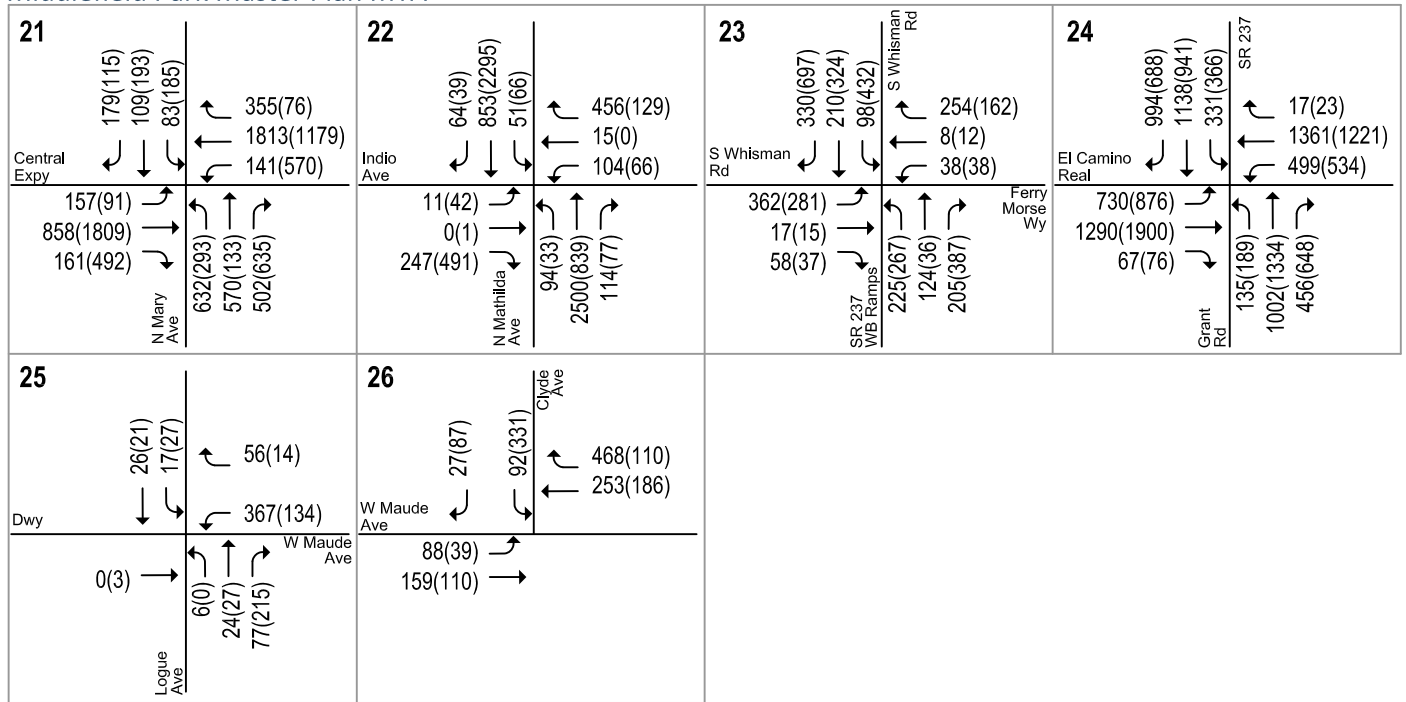 21
179(115)
109(193)
83(185)
355(76)
1813(1179)
141(570)
Central
Expy
157(91)
858(1809)
161(492)
N Mary
Ave
632(293)
570(133)
502(635)
22
64(39)
853(2295)
51(66)
456(129)
15(0)
104(66)
Indio
Ave
11(42)
0(1)
247(491)
N Mathilda
Ave
94(33)
2500(839)
114(77)
23
330(697)
210(324)
98(432)
S Whisman
Rd
254(162)
8(12)
38(38)
S Whisman
Rd
Ferry
Morse
Wy
362(281)
17(15)
58(37)
SR 237
WB Ramps
225(267)
124(36)
205(387)
24
994(688)
1138(941)
331(366)
SR 237
17(23)
1361(1221)
499(534)
El Camino
Real
730(876)
1290(1900)
67(76)
Grant
Rd
135(189)
1002(1334)
456(648)
25
26(21)
17(27)
56(14)
367(134)
Dwy
W Maude
Ave
0(3)
Logue
Ave
6(0)
24(27)
77(215)
26
27(87)
92(331)
Clyde
Ave
468(110)
253(186)
W Maude
Ave
88(39)
159(110)